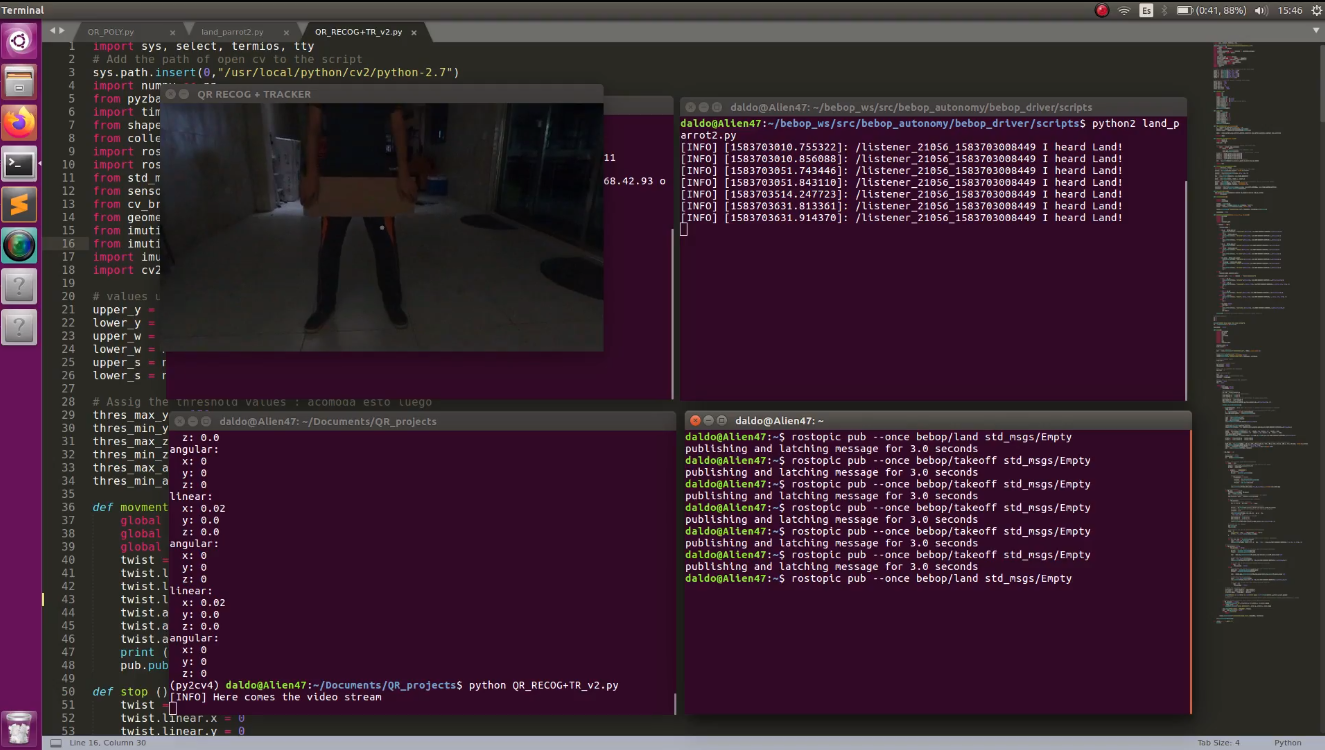 Terminal
Es
(0:41, 88%)
15:46
QR_POLY.py
land_parrot2.py
QR_RECOG+TR_v2.py
1 import sys, select, termios, tty
2 # Add the path of open cv to the script
3 sys.path.insert(0,"/usr/local/python/cv2/python-2.7")
4 import num
5 from pyzba
6 import tim
7 from shape
8 from colle
9 import ros
10 import ros
11 from std_m
12 from senso
13 from cv_br
14 from geome
15 from imuti
16 from imuti
17 import imu
18 import cv2
19
20 # values u
21 upper_y =
22 lower_y =
23 upper_w =
24 lower_w =
25 upper_s =
26 lower_s =
27
28 # Assig the threshold values : acomoda esto luego
29 thres_max_y
30 thres_min_y
31 thres_max_z
32 thres_min_z
33 thres_max_a
34 thres_min_a
35
36 def movment
37 global
38 global
39 global
40 twist =
41 twist.l
42 twist.l
43 twist.l
44 twist.a
45 twist.a
46 twist.a
47 print (
48 pub.pub
49
50 def stop ()
51 twist =
52 twist.linear.x = 0
53 twist.linear.y = 0
QR RECOG + TRACKER
11
68.42.93 o
daldo@Alien47: ~/bebop_ws/src/bebop_autonomy/bebop_driver/scripts
daldo@Alien47:~/bebop_ws/src/bebop_autonomy/bebop_driver/scripts$ python2 land_p
arrot2.py
[INFO] [1583703010.755322]: /listener_21056_1583703008449 I heard Land!
[INFO] [1583703010.856088]: /listener_21056_1583703008449 I heard Land!
[INFO] [1583703051.743446]: /listener_21056_1583703008449 I heard Land!
[INFO] [1583703051.843110]: /listener_21056_1583703008449 I heard Land!
[INFO] [1583703514.247723]: /listener_21056_1583703008449 I heard Land!
[INFO] [1583703631.813361]: /listener_21056_1583703008449 I heard Land!
[INFO] [1583703631.914370]: /listener_21056_1583703008449 I heard Land!
daldo@Alien47: ~/Documents/QR_projects
z: 0.0
angular:
x: 0
y: 0
z: 0
linear:
x: 0.02
y: 0.0
z: 0.0
angular:
x: 0
y: 0
z: 0
linear:
x: 0.02
y: 0.0
z: 0.0
angular:
x: 0
y: 0
z: 0
(py2cv4) daldo@Alien47:~/Documents/QR_projects$ python QR_RECOG+TR_v2.py
[INFO] Here comes the video stream
daldo@Alien47: ~
daldo@Alien47:~$ rostopic pub --once bebop/land std_msgs/Empty
publishing and latching message for 3.0 seconds
daldo@Alien47:~$ rostopic pub --once bebop/takeoff std_msgs/Empty
publishing and latching message for 3.0 seconds
daldo@Alien47:~$ rostopic pub --once bebop/takeoff std_msgs/Empty
publishing and latching message for 3.0 seconds
daldo@Alien47:~$ rostopic pub --once bebop/takeoff std_msgs/Empty
publishing and latching message for 3.0 seconds
daldo@Alien47:~$ rostopic pub --once bebop/takeoff std_msgs/Empty
publishing and latching message for 3.0 seconds
daldo@Alien47:~$ rostopic pub --once bebop/takeoff std_msgs/Empty
publishing and latching message for 3.0 seconds
daldo@Alien47:~$ rostopic pub --once bebop/land std_msgs/Empty
Line 16, Column 30
Tab Size: 4
Python